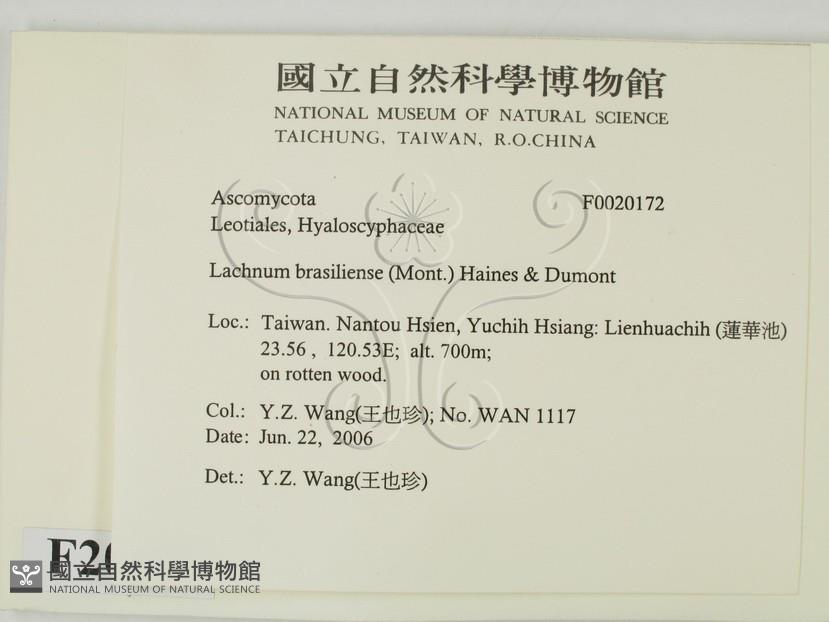 國立自然科學博物館
NATIONAL MUSEUM OF NATURAL SCIENCE
TAICHUNG, TAIWAN, R.O.CHINA
Ascomycota F0020172
Leotiales, Hyaloscyphaceae
Lachnum brasiliense (Mont.) Haines & Dumont
Loc.: Taiwan. Nantou Hsien, Yuchih Hsiang: Lienhuachih (蓮華池)
23.56 , 120.53E; alt. 700m;
on rotten wood.
Col.: Y.Z. Wang(王也珍); No. WAN 1117
Date: Jun. 22, 2006
Det.: Y.Z. Wang(王也珍)
國立自然科學博物館
NATIONAL MUSEUM OF NATURAL SCIENCE